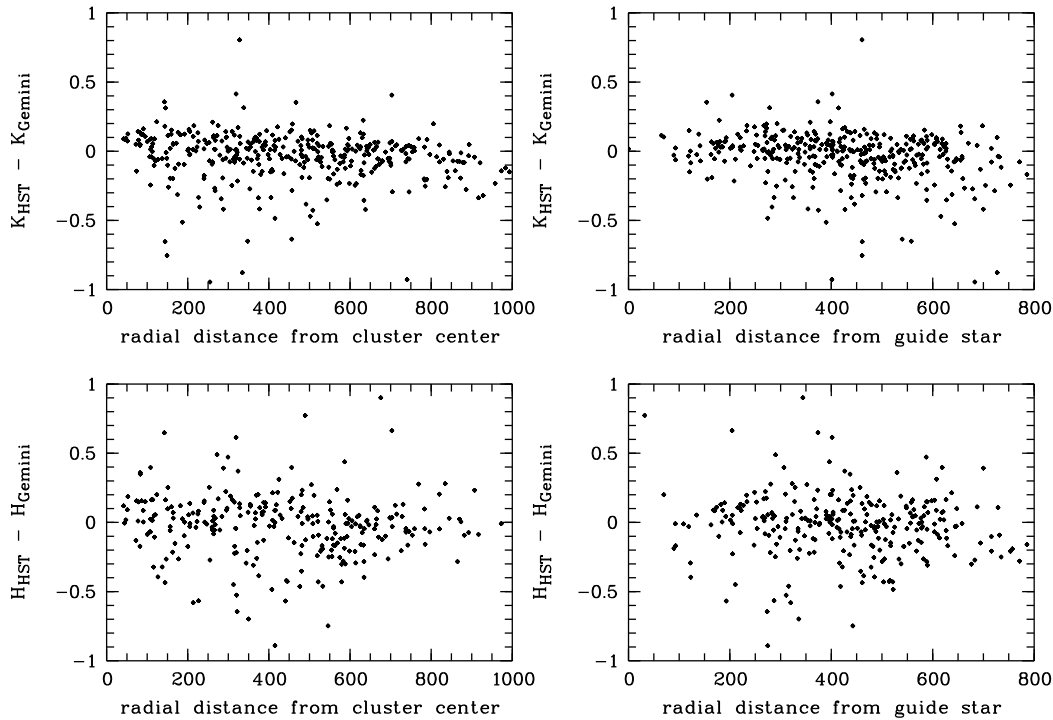 1
0.5
0
−0.5
−1
K_HST − K_Gemini
0 200 400 600 800 1000
radial distance from cluster center
1
0.5
0
−0.5
−1
K_HST − K_Gemini
0 200 400 600 800
radial distance from guide star
1
0.5
0
−0.5
−1
H_HST − H_Gemini
0 200 400 600 800 1000
radial distance from cluster center
1
0.5
0
−0.5
−1
H_HST − H_Gemini
0 200 400 600 800
radial distance from guide star